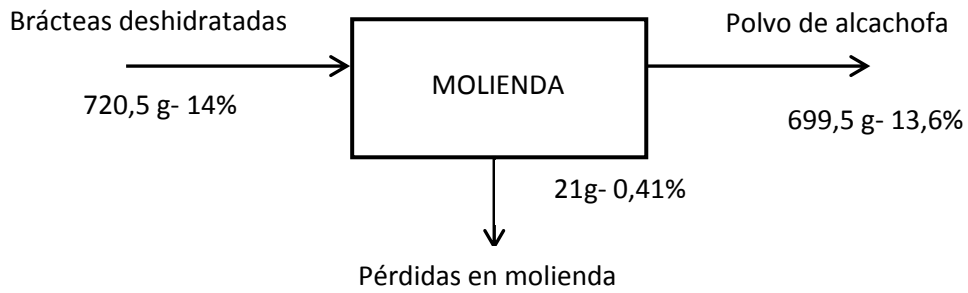 Brácteas deshidratadas
Polvo de alcachofa
MOLIENDA
720,5 g- 14%
699,5 g- 13,6%
21g- 0,41%
Pérdidas en molienda